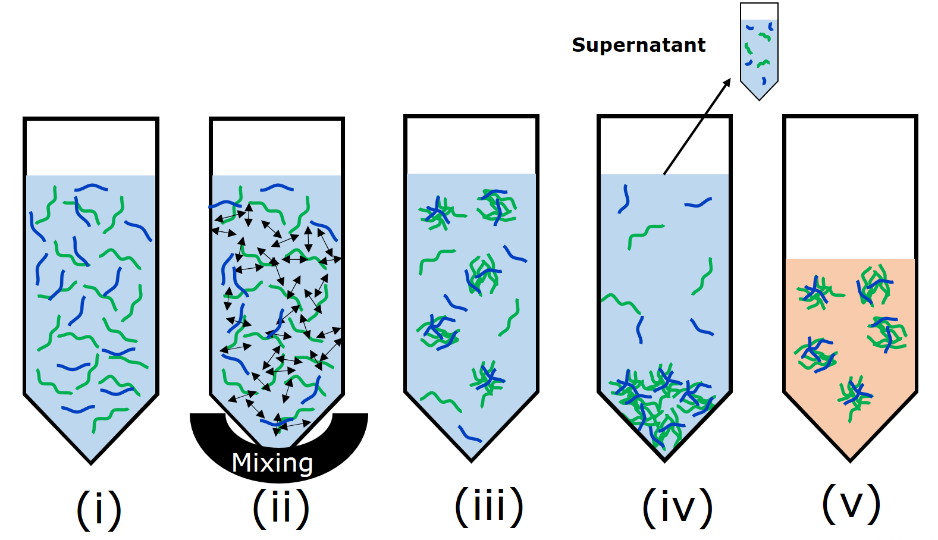 Supernatant
Mixing
(i)
(ii)
(iii)
(iv)
(v)